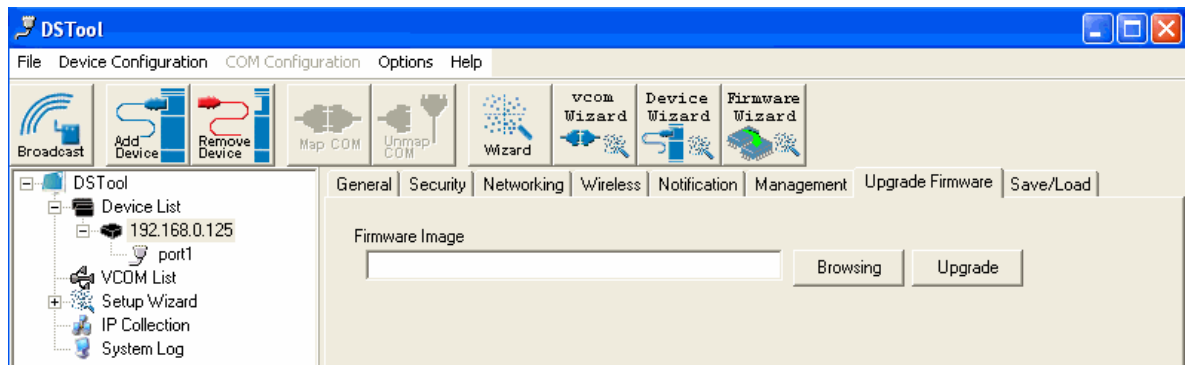 DSTool
File Device Configuration COM Configuration Options Help
Broadcast
Add
Device
Remove
Device
Map COM
Unmap
COM
Wizard
vcom
Wizard
Device
Wizard
Firmware
Wizard
DSTool
Device List
192.168.0.125
port1
VCOM List
Setup Wizard
IP Collection
System Log
General Security Networking Wireless Notification Management Upgrade Firmware Save/Load
Firmware Image
Browsing Upgrade